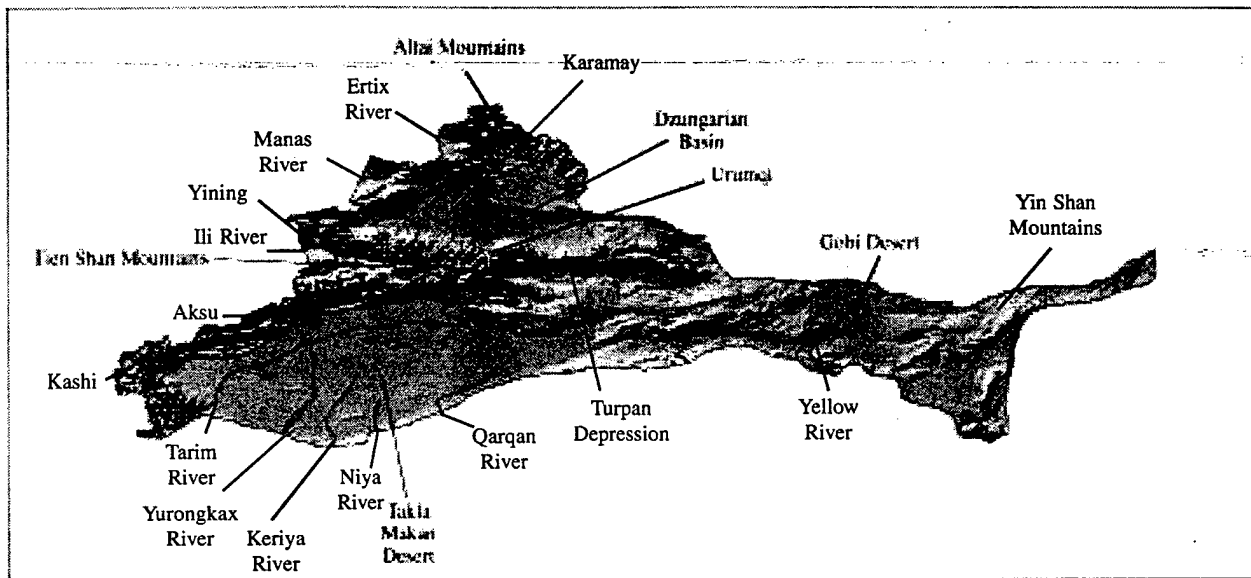 Altai Mountains
Karamay
Ertix
River
Dzungarian
Basin
Manas
River
Urumqi
Yining
Yin Shan
Mountains
Ili River
Gobi Desert
Tien Shan Mountains
Aksu
Kashi
Turpan
Depression
Yellow
River
Qarqan
River
Tarim
River
Niya
River
Yurongkax
River
Takla
Makan
Desert
Keriya
River